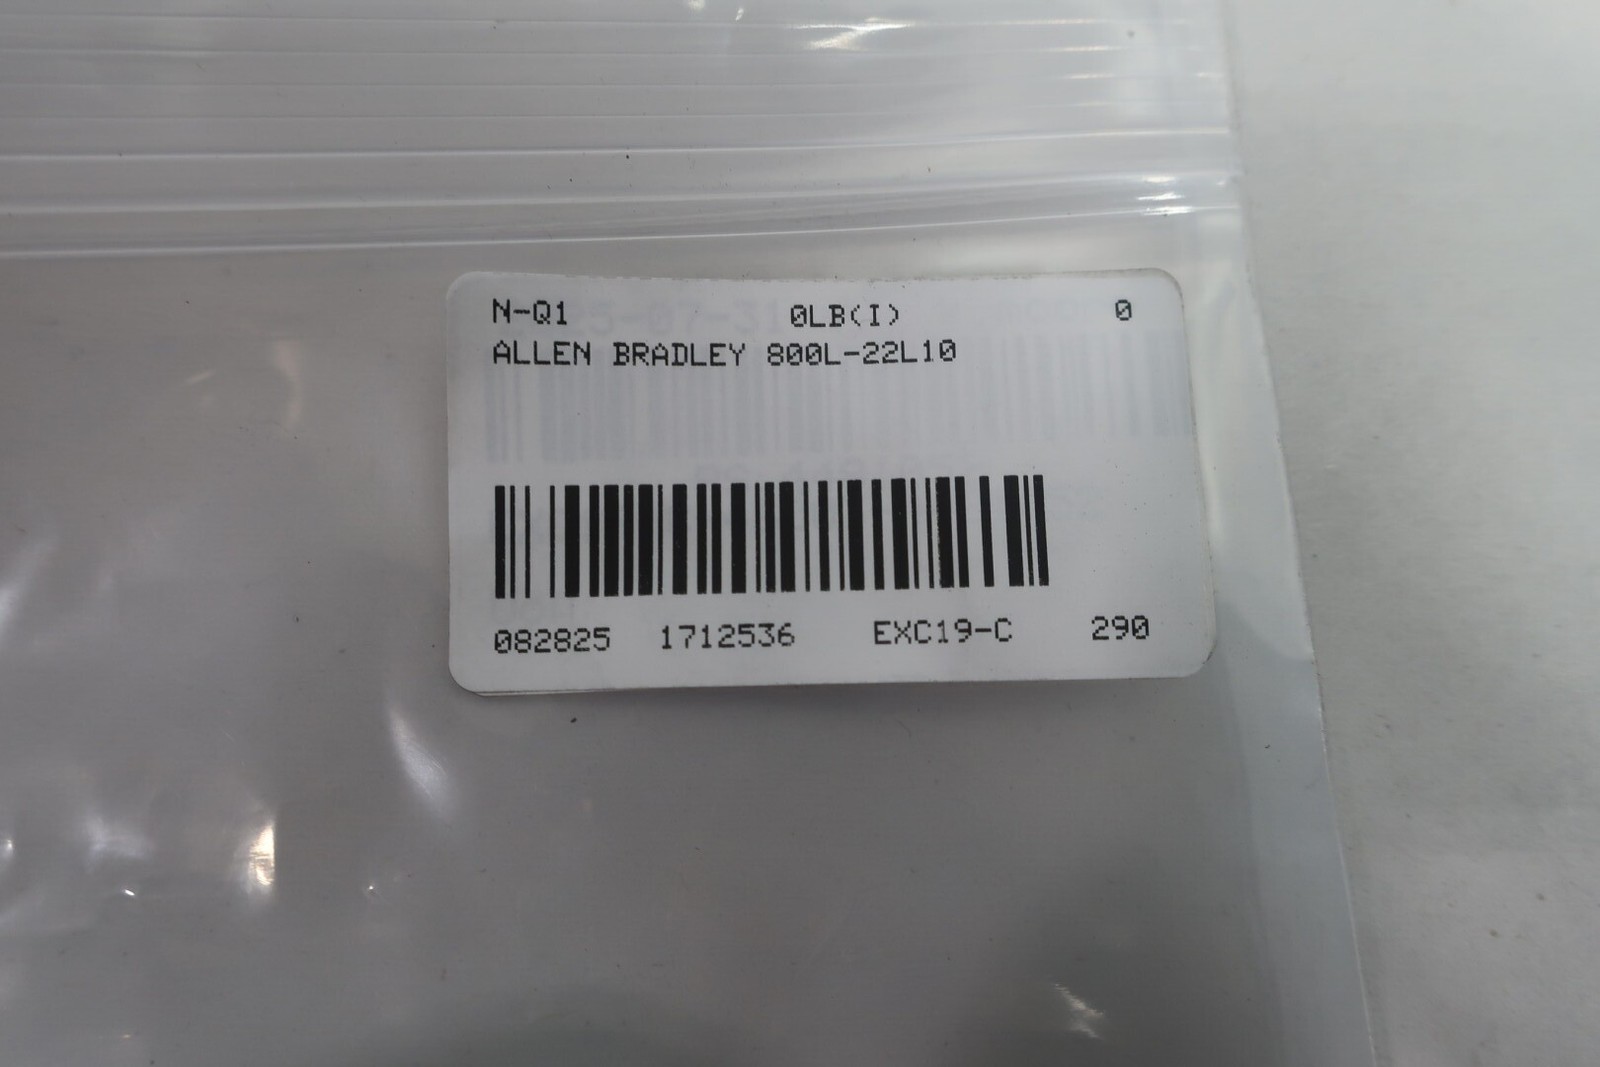 N-Q1 0LB(I) 0
ALLEN BRADLEY 800L-22L10
082825 1712536 EXC19-C 290